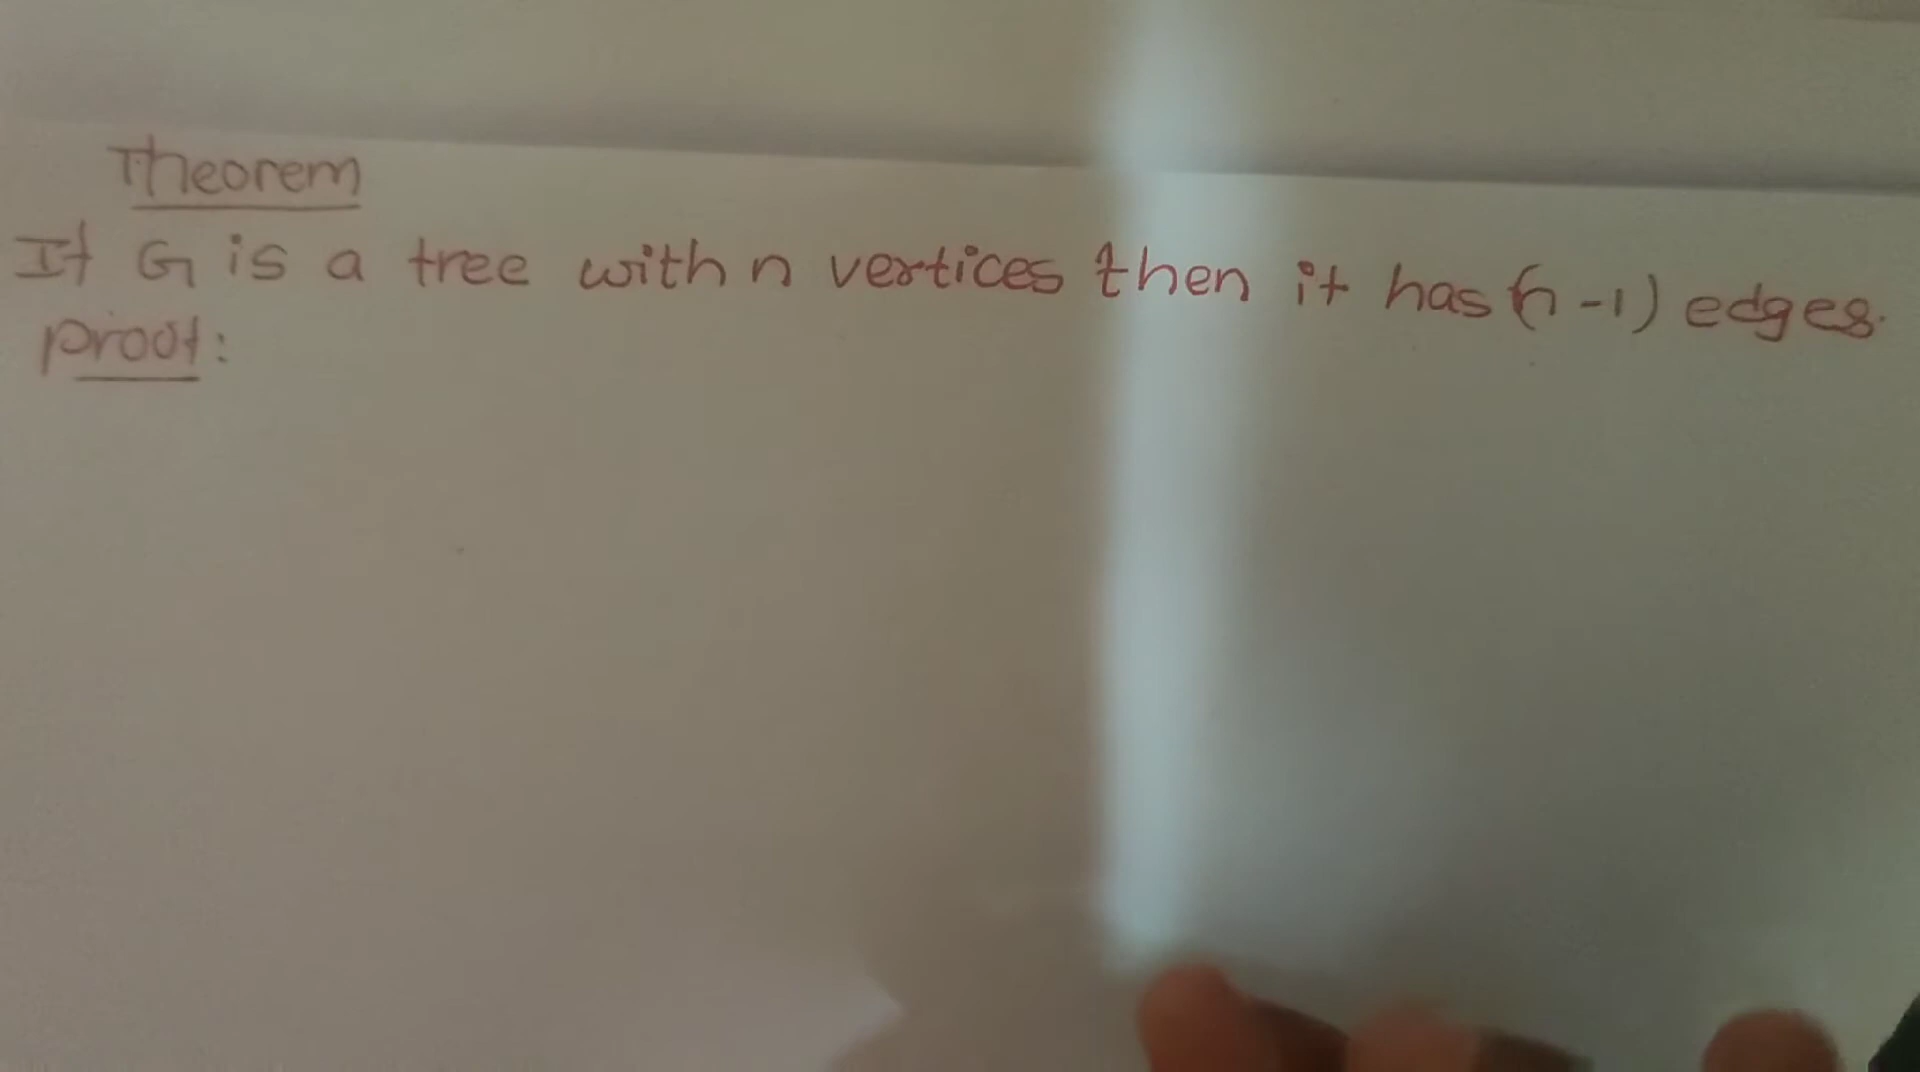 Theorem
If G is a tree with n vertices then it has (n-1) edges.
Proof: